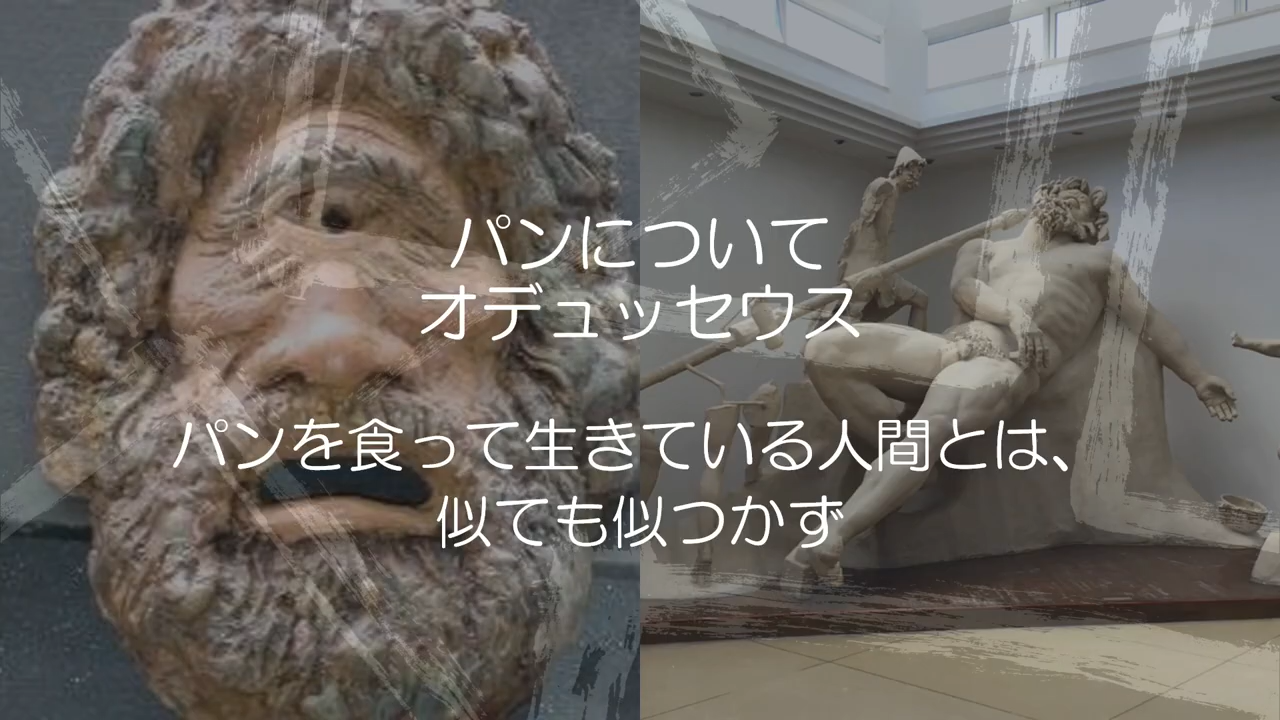 パンについて
オデュッセウス
パンを食って生きている人間とは、
似ても似つかず